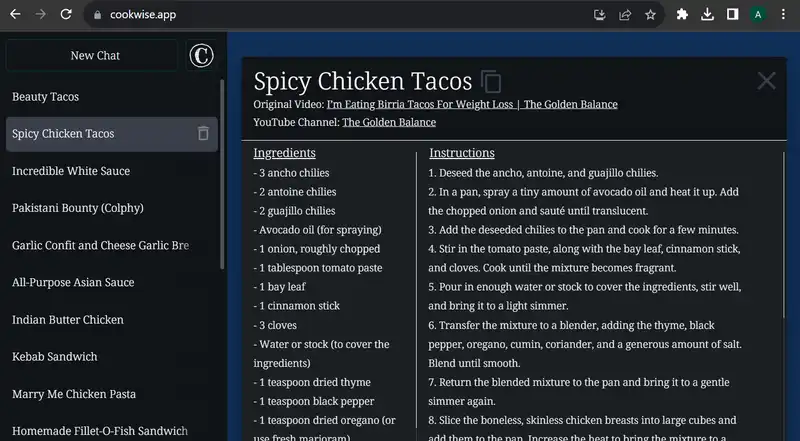 cookwise.app
A
New Chat
C
Beauty Tacos
Spicy Chicken Tacos
Incredible White Sauce
Pakistani Bounty (Colphy)
Garlic Confit and Cheese Garlic Bre
All-Purpose Asian Sauce
Indian Butter Chicken
Kebab Sandwich
Marry Me Chicken Pasta
Homemade Fillet-O-Fish Sandwich
Spicy Chicken Tacos
Original Video: I'm Eating Birria Tacos For Weight Loss | The Golden Balance
YouTube Channel: The Golden Balance
Ingredients
- 3 ancho chilies
- 2 antoine chilies
- 2 guajillo chilies
- Avocado oil (for spraying)
- 1 onion, roughly chopped
- 1 tablespoon tomato paste
- 1 bay leaf
- 1 cinnamon stick
- 3 cloves
- Water or stock (to cover the
ingredients)
- 1 teaspoon dried thyme
- 1 teaspoon black pepper
- 1 teaspoon dried oregano (or
use fresh marjoram)
Instructions
1. Deseed the ancho, antoine, and guajillo chilies.
2. In a pan, spray a tiny amount of avocado oil and heat it up. Add
the chopped onion and sauté until translucent.
3. Add the deseeded chilies to the pan and cook for a few minutes.
4. Stir in the tomato paste, along with the bay leaf, cinnamon stick,
and cloves. Cook until the mixture becomes fragrant.
5. Pour in enough water or stock to cover the ingredients, stir well,
and bring it to a light simmer.
6. Transfer the mixture to a blender, adding the thyme, black
pepper, oregano, cumin, coriander, and a generous amount of salt.
Blend until smooth.
7. Return the blended mixture to the pan and bring it to a gentle
simmer again.
8. Slice the boneless, skinless chicken breasts into large cubes and
add them to the pan. Increase the heat to bring the mixture to a